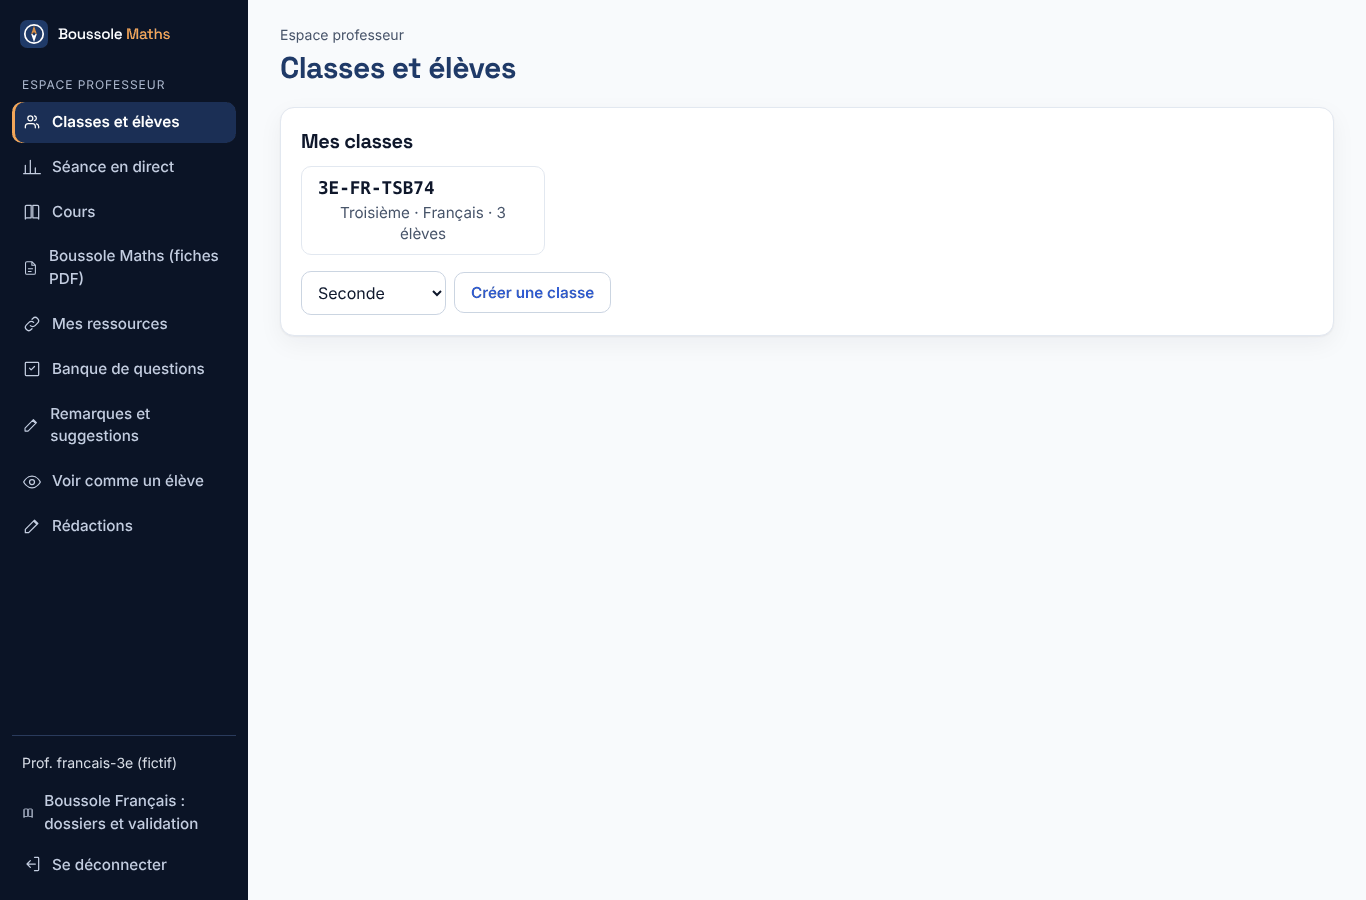 Boussole Maths
ESPACE PROFESSEUR
Classes et élèves
Séance en direct
Cours
Boussole Maths (fiches
PDF)
Mes ressources
Banque de questions
Remarques et
suggestions
Voir comme un élève
Rédactions
Prof. francais-3e (fictif)
Boussole Français :
dossiers et validation
Se déconnecter
Espace professeur
Classes et élèves
Mes classes
3E-FR-TSB74
Troisième · Français · 3
élèves
Seconde
Créer une classe